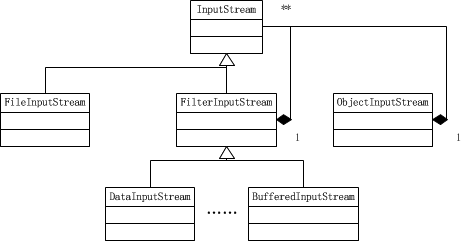 InputStream **
FileInputStream FilterInputStream ObjectInputStream
1 1
DataInputStream ...... BufferedInputStream